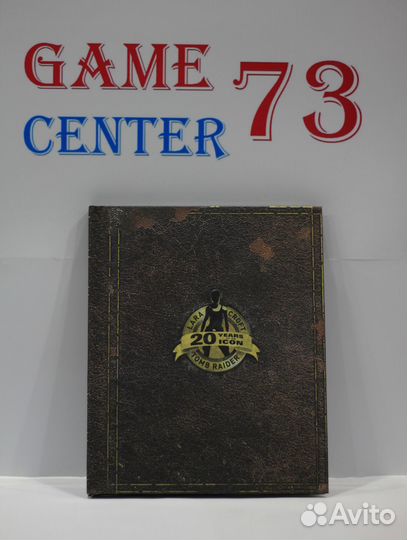 GAME
CENTER 73
LARA CROFT
20 YEARS
ICON
TOMB RAIDER
Avito